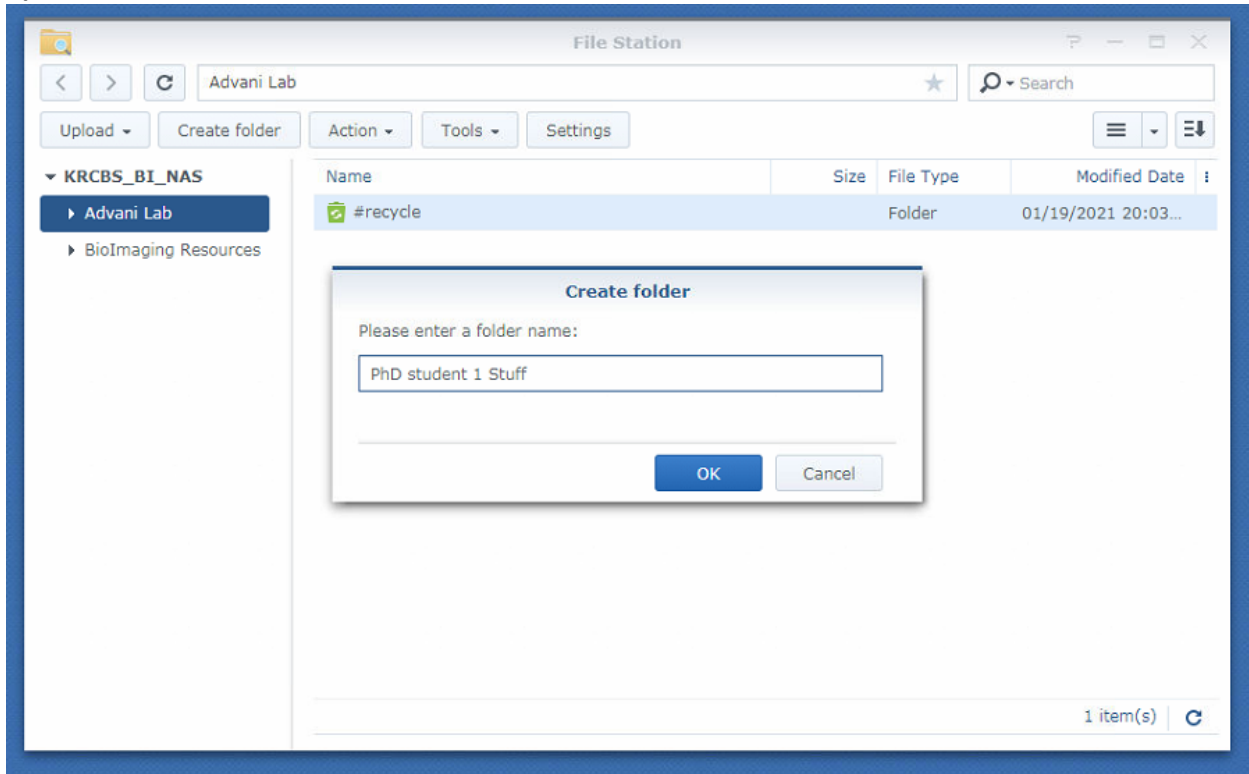 File Station
Advani Lab
Search
Upload Create folder Action Tools Settings
KRCBS_BI_NAS
Advani Lab
BioImaging Resources
Name Size File Type Modified Date
#recycle Folder 01/19/2021 20:03...
Create folder
Please enter a folder name:
PhD student 1 Stuff
OK Cancel
1 item(s)